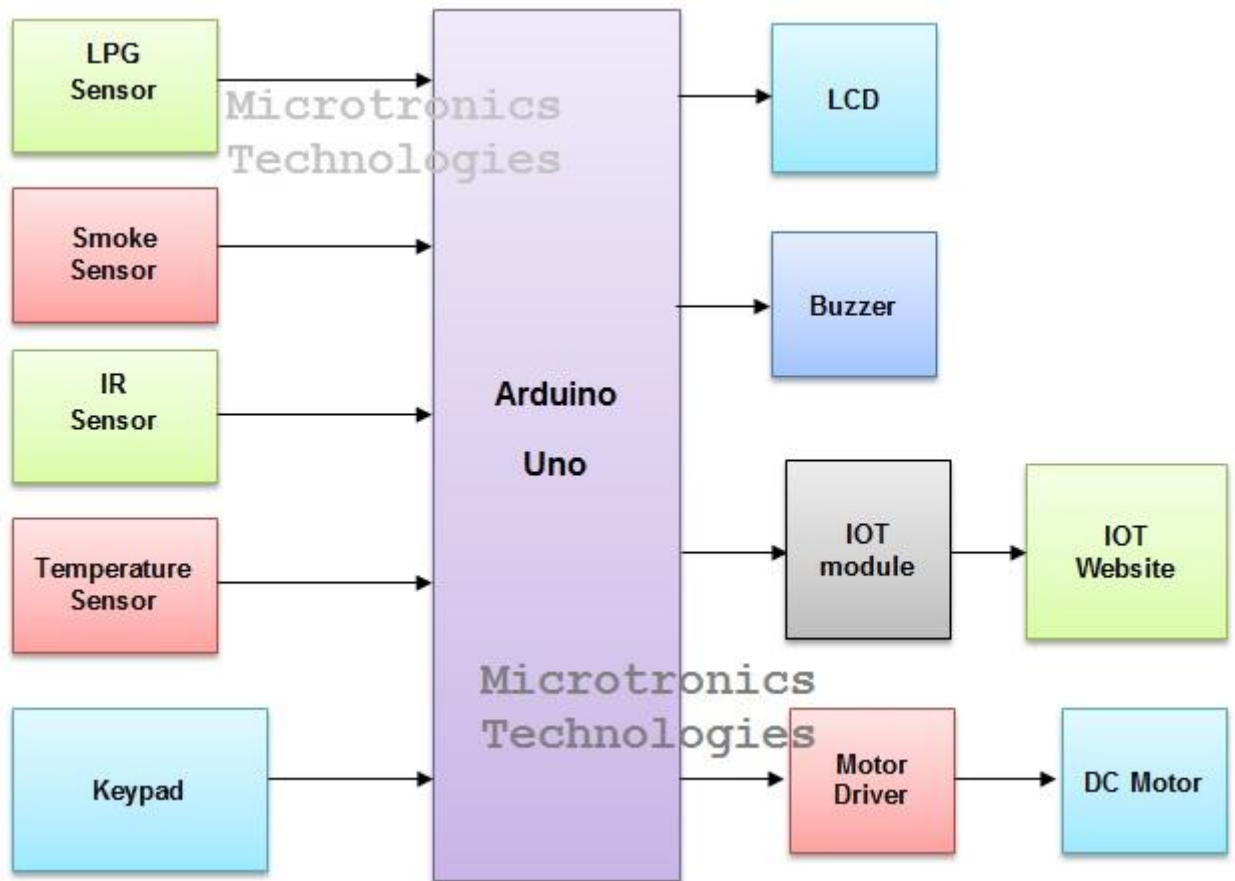 LPG
Sensor
Microtronics
Technologies
Smoke
Sensor
IR
Sensor
Temperature
Sensor
Keypad
Arduino
Uno
LCD
Buzzer
IOT
module
IOT
Website
Microtronics
Technologies
Motor
Driver
DC Motor